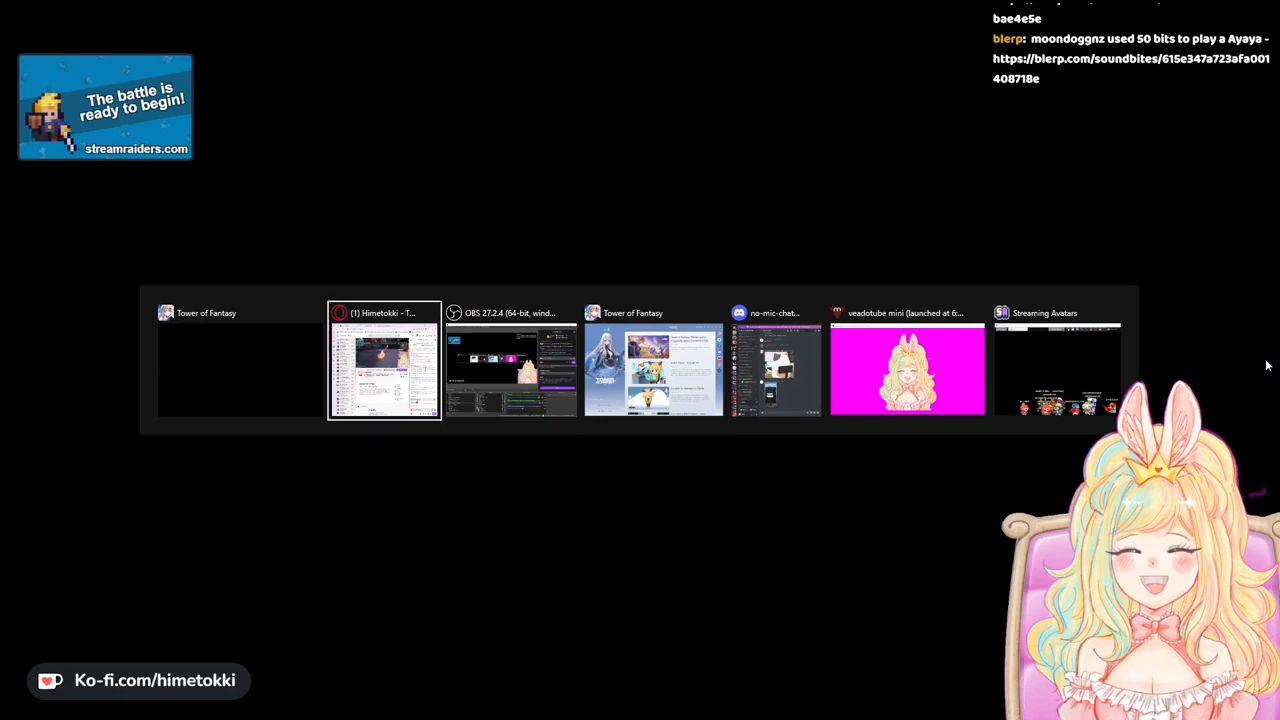 bae4e5e
blerp: moondoggnz used 50 bits to play a Ayaya -
https://blerp.com/soundbites/615e347a723afa001
408718e
The battle is
ready to begin!
streamraiders.com
Tower of Fantasy
(1) Himetokki - T...
OBS 27.2.4 (64-bit, wind...
Tower of Fantasy
no-mic-chat...
veadotube mini (launched at 6...
Streaming Avatars
Ko-fi.com/himetokki